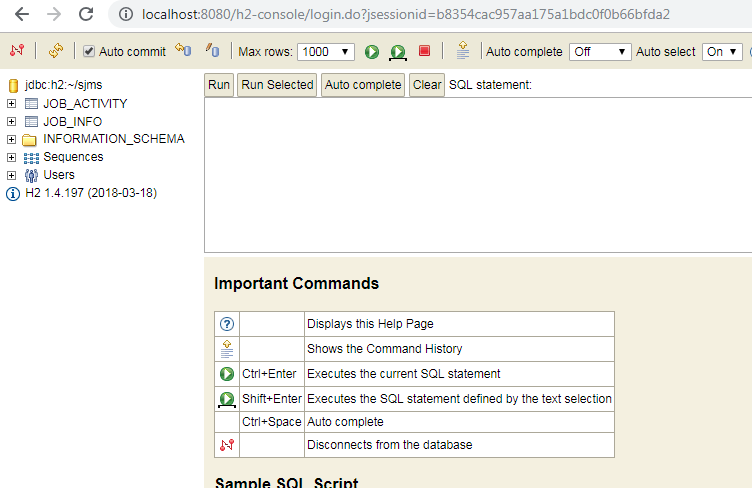 localhost:8080/h2-console/login.do?jsessionid=b8354cac957aa175a1bdc0f0b66bfda2
Auto commit Max rows: 1000 Auto complete Off Auto select On
jdbc:h2:~/sjms
JOB_ACTIVITY
JOB_INFO
INFORMATION_SCHEMA
Sequences
Users
H2 1.4.197 (2018-03-18)
Run Run Selected Auto complete Clear SQL statement:
Important Commands
Displays this Help Page
Shows the Command History
Ctrl+Enter Executes the current SQL statement
Shift+Enter Executes the SQL statement defined by the text selection
Ctrl+Space Auto complete
Disconnects from the database
Sample SQL Script